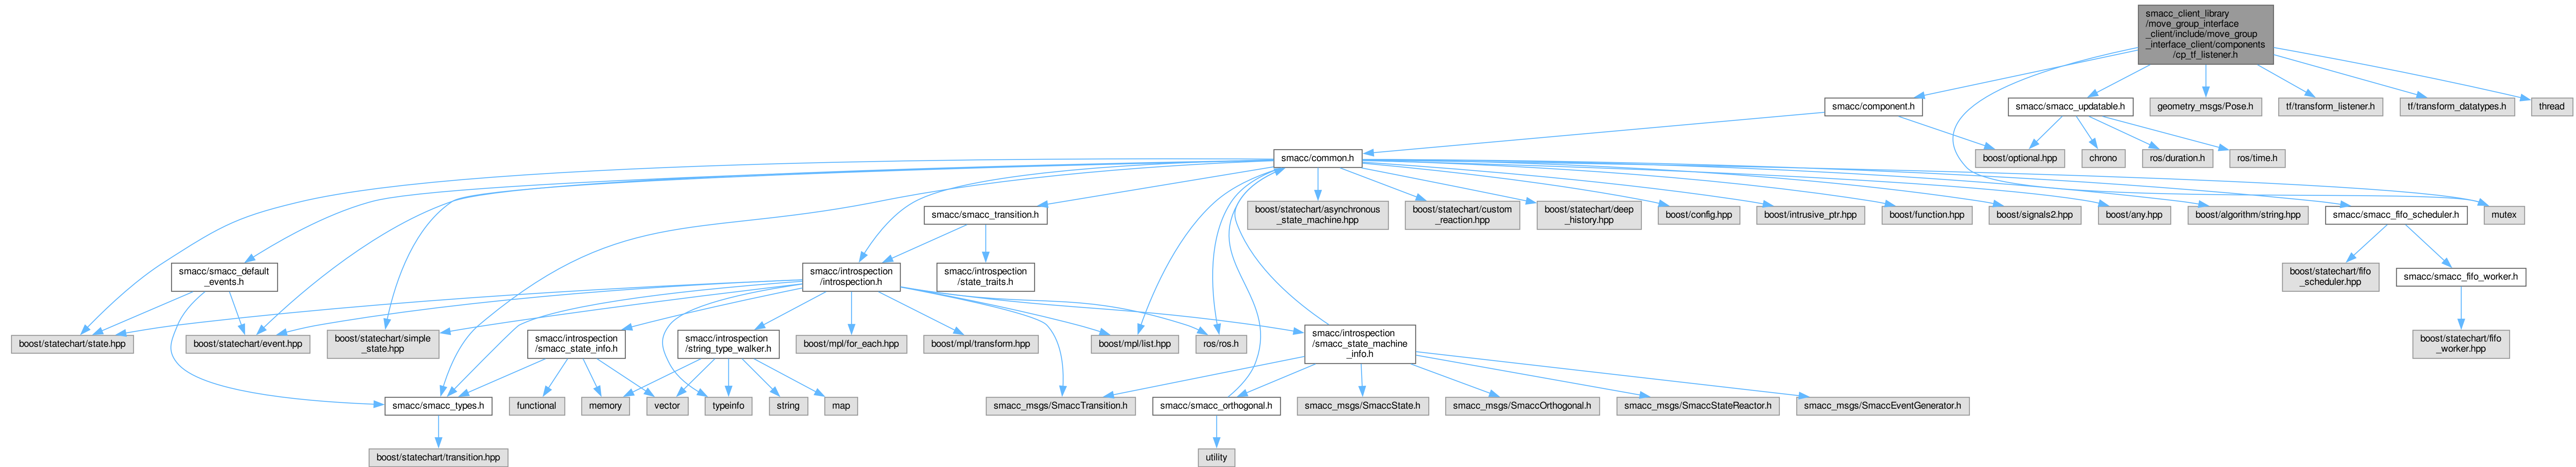 smacc_client_library
/move_group_interface
_client/include/move_group
_interface_client/components
/cp_tf_listener.h
smacc/component.h
smacc/smacc_updatable.h
geometry_msgs/Pose.h
tf/transform_listener.h
tf/transform_datatypes.h
thread
smacc/common.h
boost/optional.hpp
chrono
ros/duration.h
ros/time.h
smacc/smacc_transition.h
boost/statechart/asynchronous
_state_machine.hpp
boost/statechart/custom
_reaction.hpp
boost/statechart/deep
_history.hpp
boost/config.hpp
boost/intrusive_ptr.hpp
boost/function.hpp
boost/signals2.hpp
boost/any.hpp
boost/algorithm/string.hpp
smacc/smacc_fifo_scheduler.h
mutex
smacc/smacc_default
_events.h
smacc/introspection
/introspection.h
smacc/introspection
/state_traits.h
boost/statechart/fifo
_scheduler.hpp
smacc/smacc_fifo_worker.h
boost/statechart/state.hpp
boost/statechart/event.hpp
boost/statechart/simple
_state.hpp
smacc/introspection
/smacc_state_info.h
smacc/introspection
/string_type_walker.h
boost/mpl/for_each.hpp
boost/mpl/transform.hpp
boost/mpl/list.hpp
ros/ros.h
smacc/introspection
/smacc_state_machine
_info.h
boost/statechart/fifo
_worker.hpp
smacc/smacc_types.h
functional
memory
vector
typeinfo
string
map
smacc_msgs/SmaccTransition.h
smacc/smacc_orthogonal.h
smacc_msgs/SmaccState.h
smacc_msgs/SmaccOrthogonal.h
smacc_msgs/SmaccStateReactor.h
smacc_msgs/SmaccEventGenerator.h
boost/statechart/transition.hpp
utility